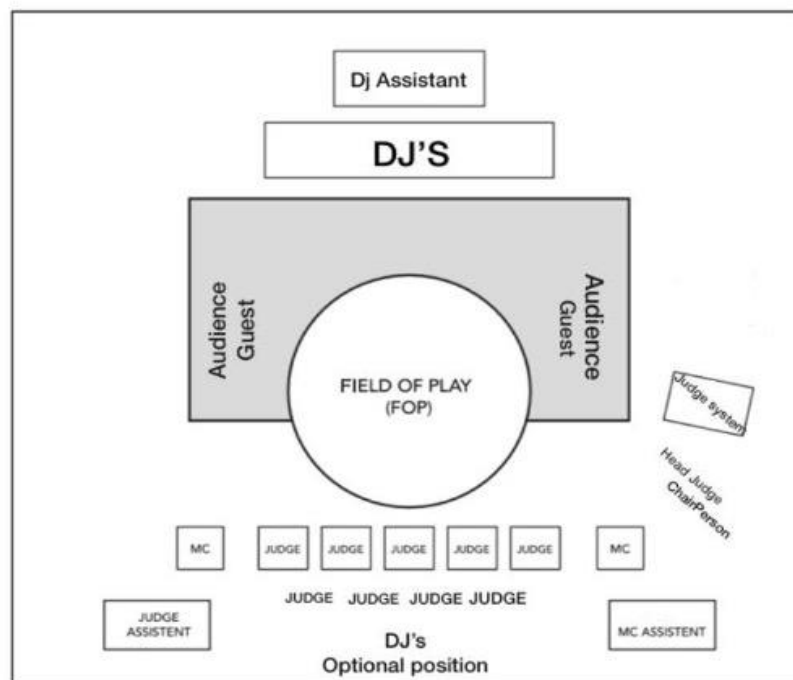 Dj Assistant
DJ'S
Audience
Guest
Audience
Guest
FIELD OF PLAY
(FOP)
Judge system
Head Judge
ChairPerson
MC
JUDGE
JUDGE
JUDGE
JUDGE
JUDGE
MC
JUDGE JUDGE JUDGE JUDGE
JUDGE
ASSISTENT
MC ASSISTENT
DJ's
Optional position